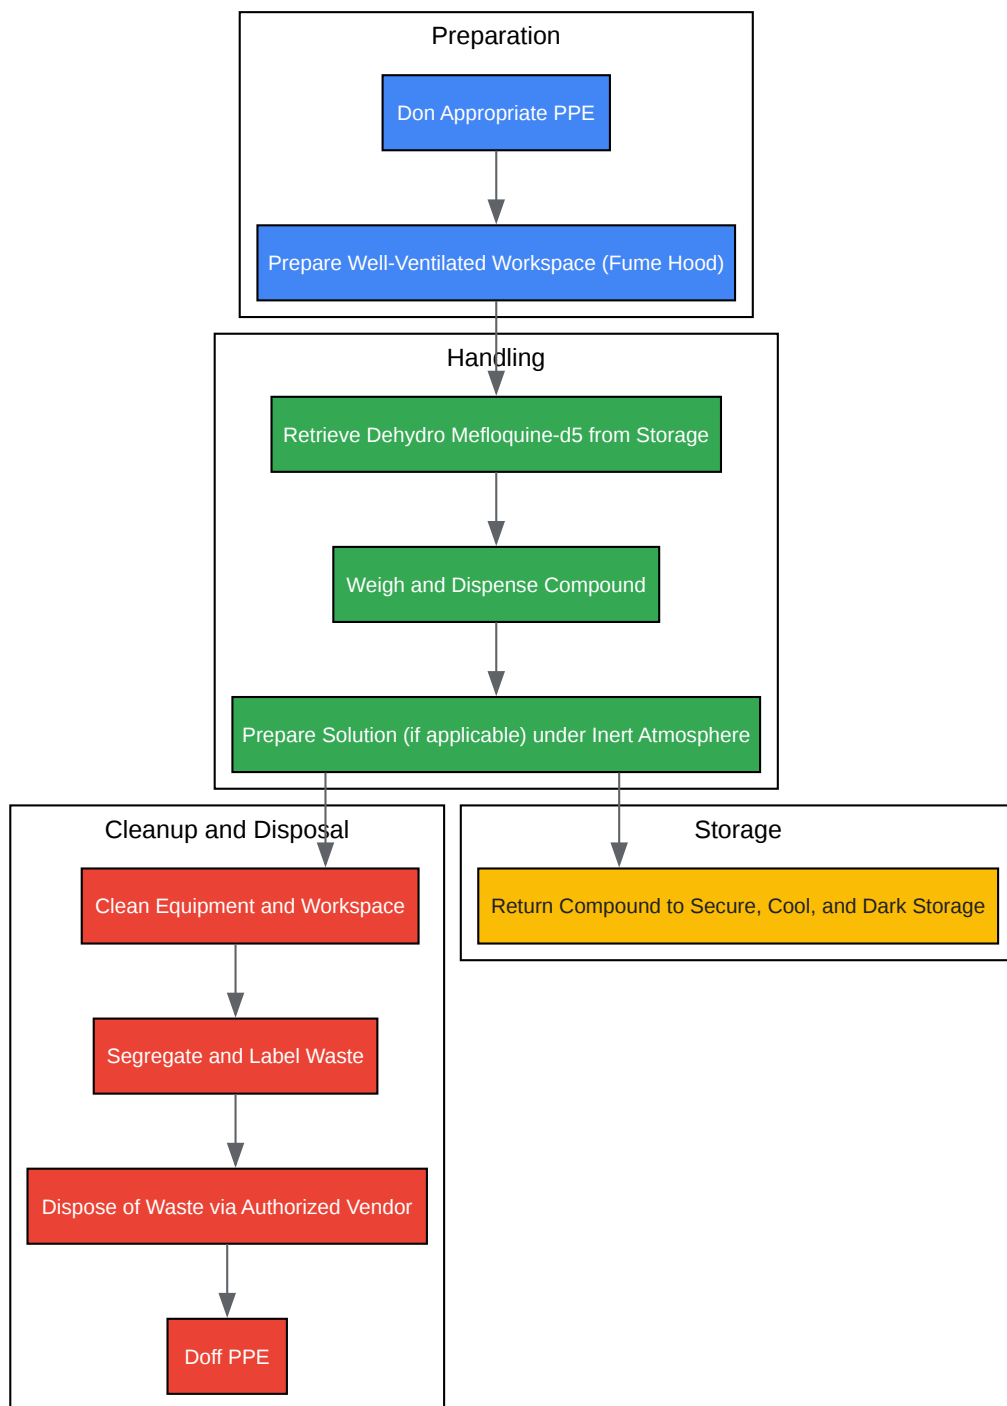 Preparation
Don Appropriate PPE
Prepare Well-Ventilated Workspace (Fume Hood)
Handling
Retrieve Dehydro Mefloquine-d5 from Storage
Weigh and Dispense Compound
Prepare Solution (if applicable) under Inert Atmosphere
Cleanup and Disposal
Clean Equipment and Workspace
Segregate and Label Waste
Dispose of Waste via Authorized Vendor
Doff PPE
Storage
Return Compound to Secure, Cool, and Dark Storage